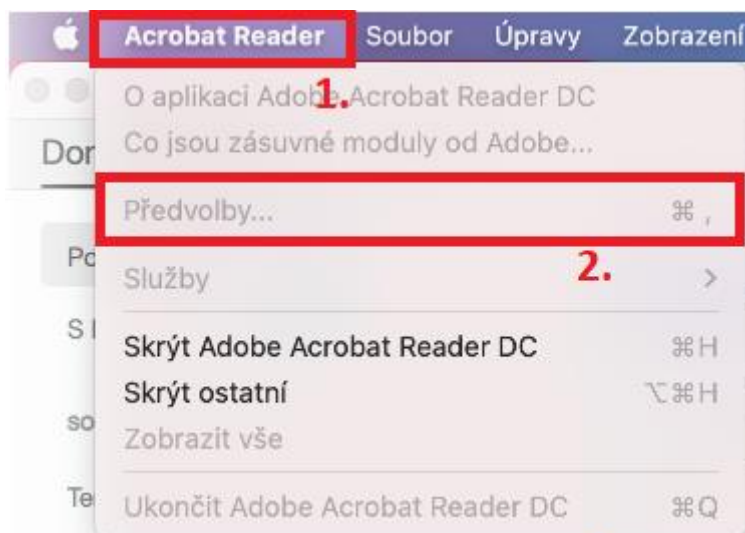 Acrobat Reader Soubor Úpravy Zobrazení
1.
O aplikaci Adobe Acrobat Reader DC
Co jsou zásuvné moduly od Adobe...
Předvolby... ⌘ ,
2.
Služby >
Skrýt Adobe Acrobat Reader DC ⌘H
Skrýt ostatní ⌥⌘H
Zobrazit vše
Ukončit Adobe Acrobat Reader DC ⌘Q